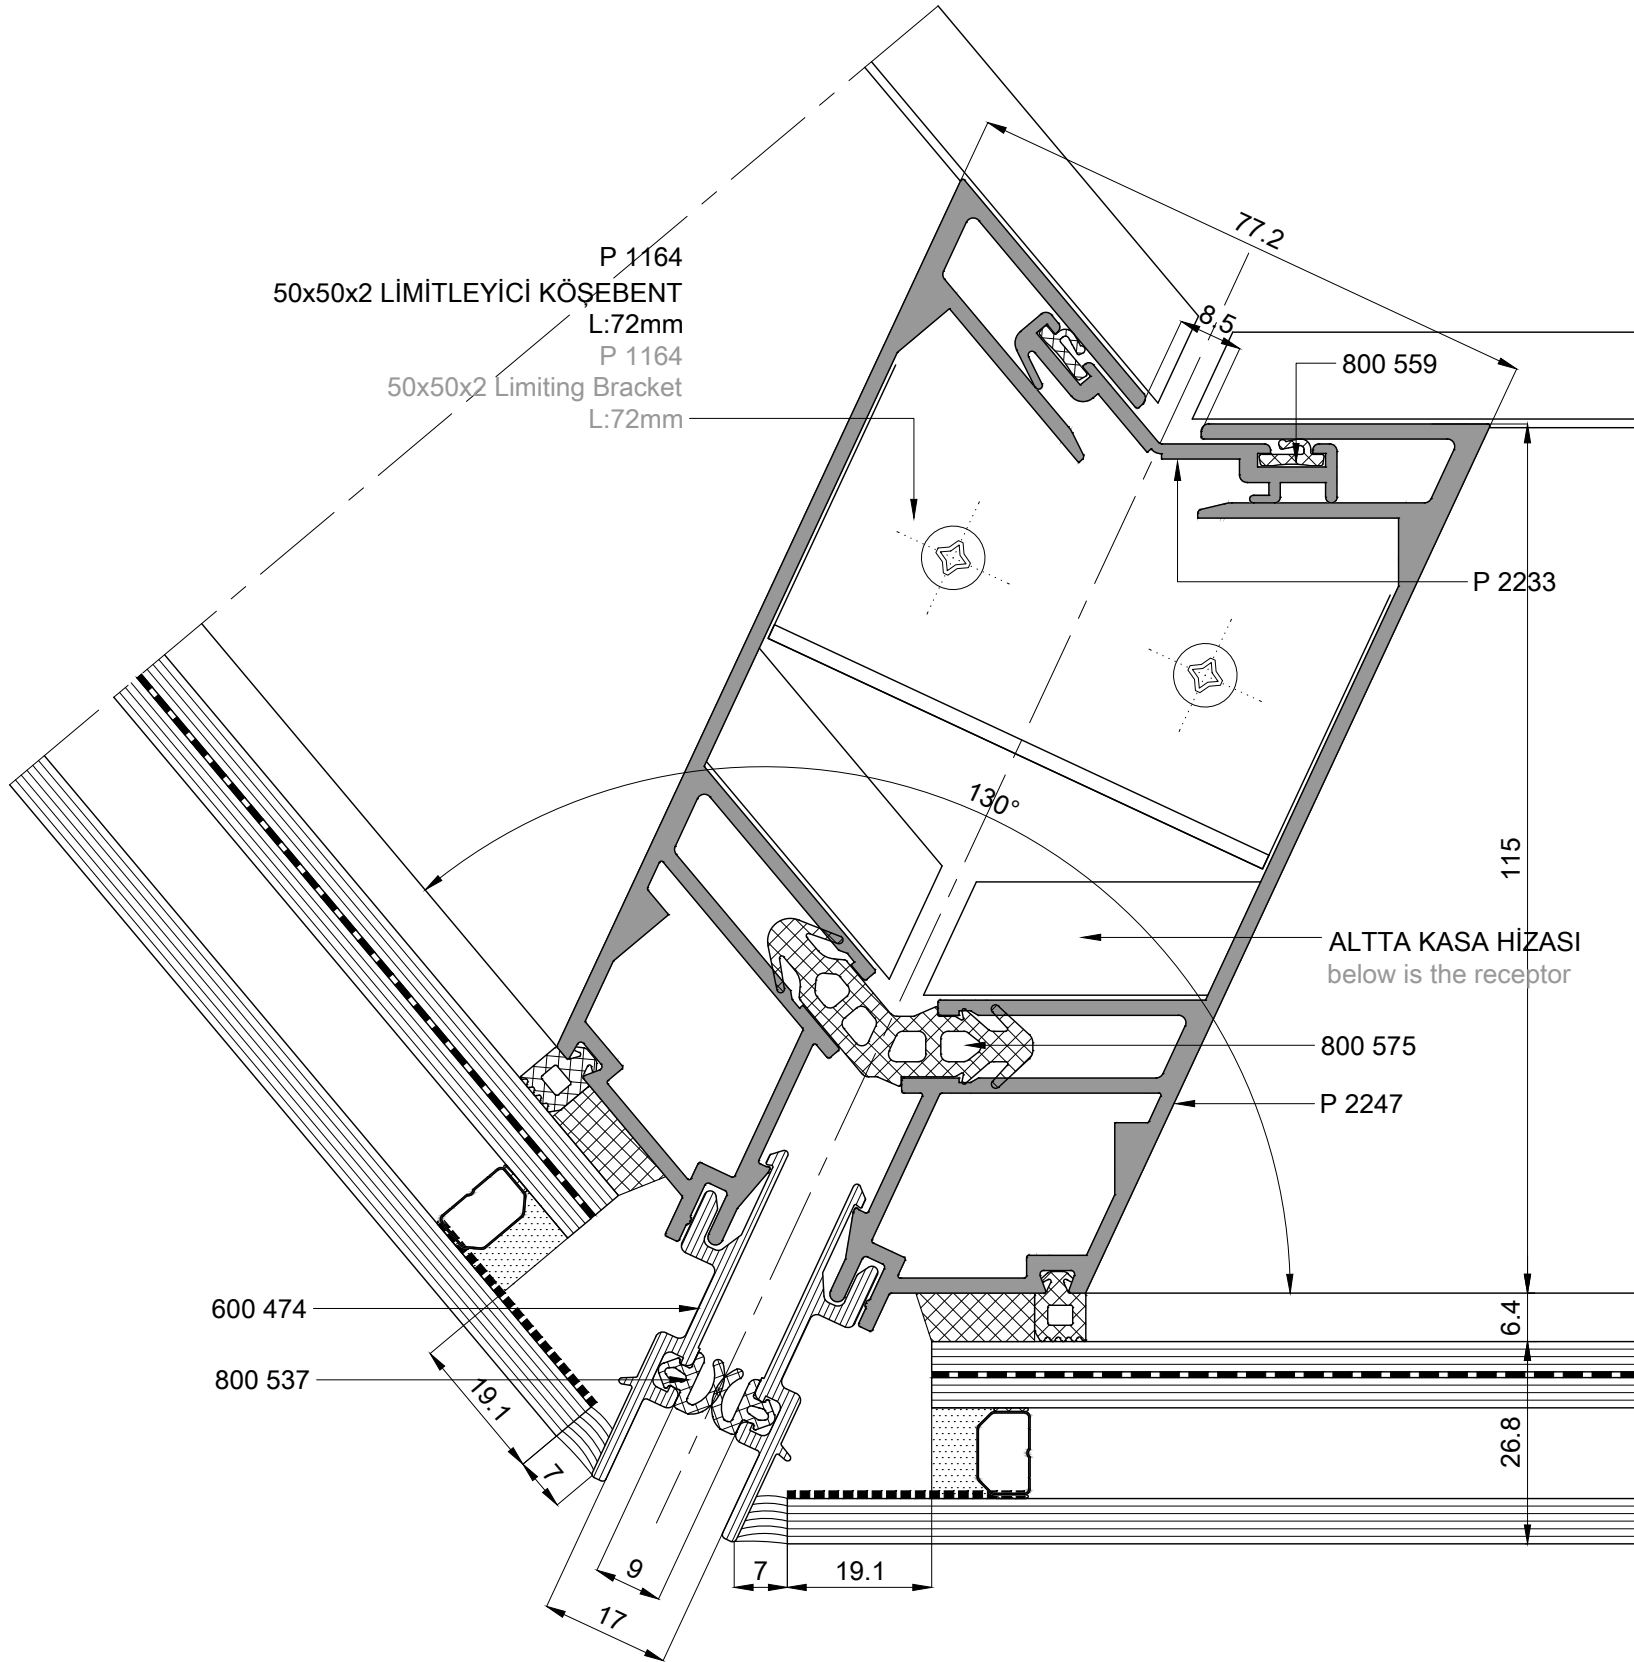 77.2
P 1164
50x50x2 LİMİTLEYİCİ KÖŞEBENT
L:72mm
P 1164
50x50x2 Limiting Bracket
L:72mm
8.5
800 559
P 2233
130°
115
ALTTA KASA HİZASI
below is the receptor
800 575
P 2247
600 474
6.4
800 537
19.1
7
26.8
9
17
7
19.1